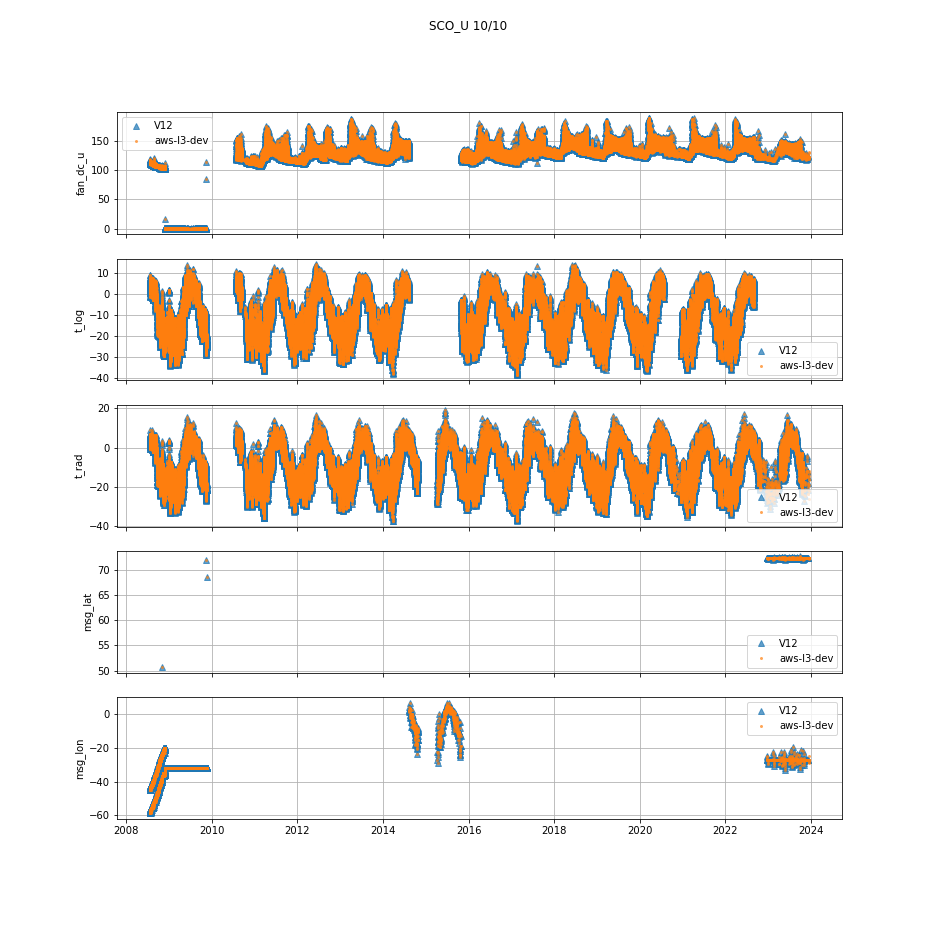 SCO_U 10/10
V12
aws-l3-dev
fan_dc_u
150
100
50
0
t_log
10
0
−10
−20
−30
−40
V12
aws-l3-dev
t_rad
20
0
−20
−40
V12
aws-l3-dev
msg_lat
70
65
60
55
50
V12
aws-l3-dev
msg_lon
0
−20
−40
−60
V12
aws-l3-dev
2008 2010 2012 2014 2016 2018 2020 2022 2024